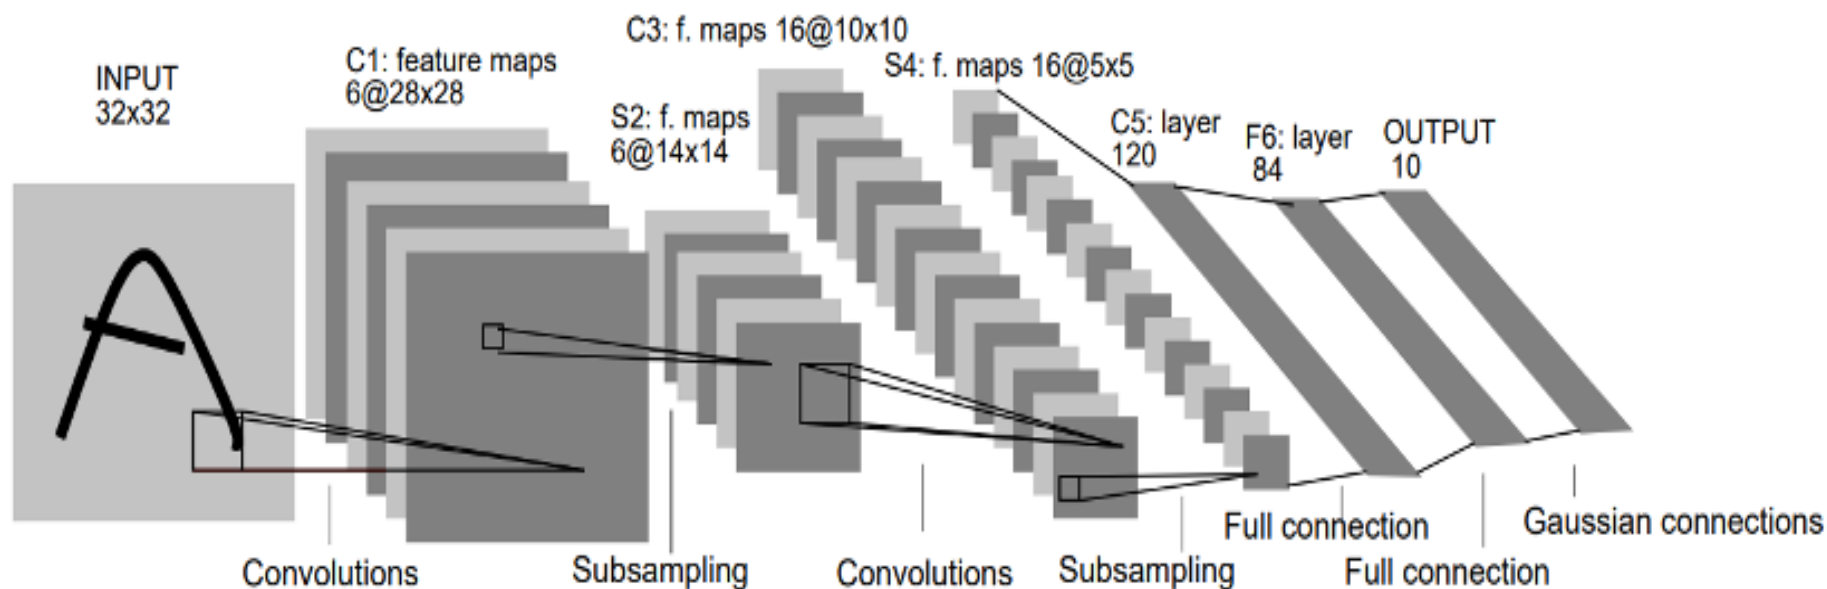 INPUT
32x32
C1: feature maps
6@28x28
S2: f. maps
6@14x14
C3: f. maps 16@10x10
S4: f. maps 16@5x5
C5: layer
120
F6: layer
84
OUTPUT
10
Convolutions
Subsampling
Convolutions
Subsampling
Full connection
Full connection
Gaussian connections
A